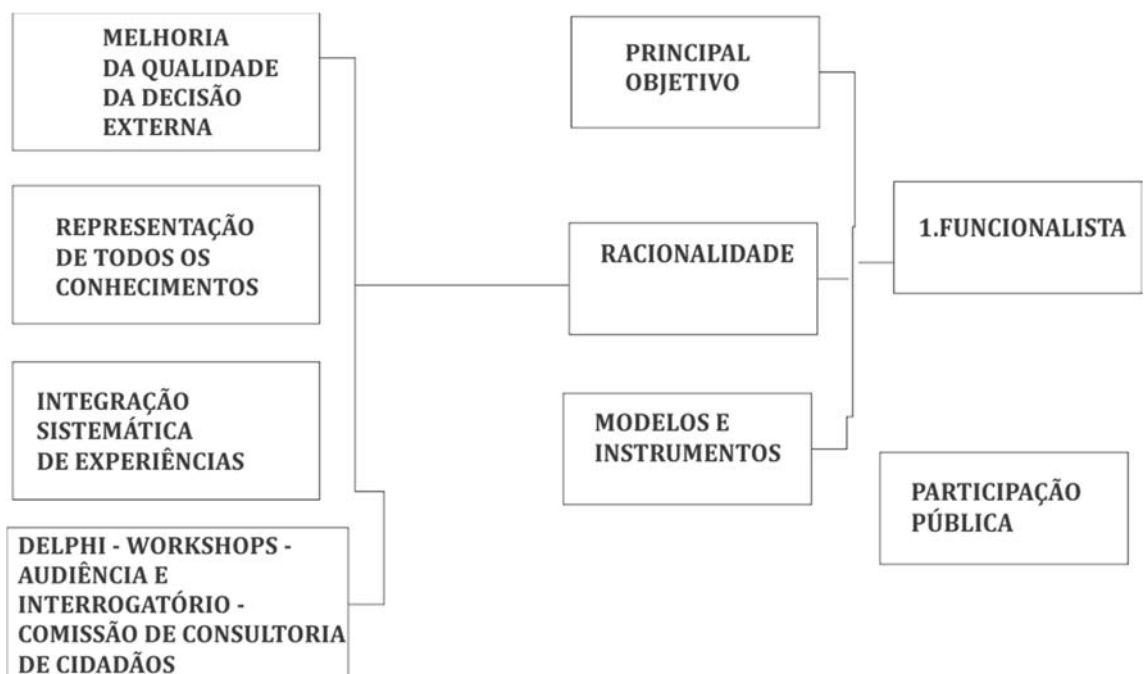 MELHORIA
DA QUALIDADE
DA DECISÃO
EXTERNA
REPRESENTAÇÃO
DE TODOS OS
CONHECIMENTOS
INTEGRAÇÃO
SISTEMÁTICA
DE EXPERIÊNCIAS
DELPHI - WORKSHOPS -
AUDIÊNCIA E
INTERROGATÓRIO -
COMISSÃO DE CONSULTORIA
DE CIDADÃOS
PRINCIPAL
OBJETIVO
RACIONALIDADE
MODELOS E
INSTRUMENTOS
1.FUNCIONALISTA
PARTICIPAÇÃO
PÚBLICA